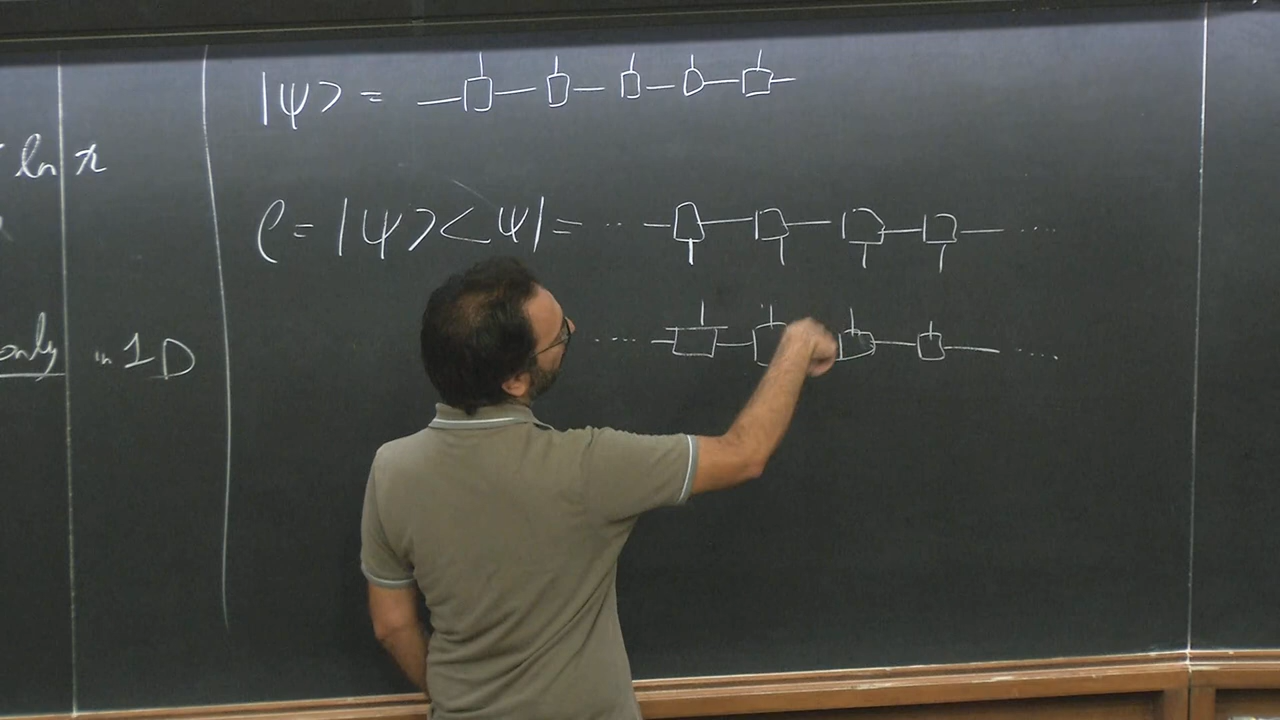 |ψ⟩ =
ln x
ρ = |ψ⟩⟨ψ| = ... ....
.... ....
only in 1D